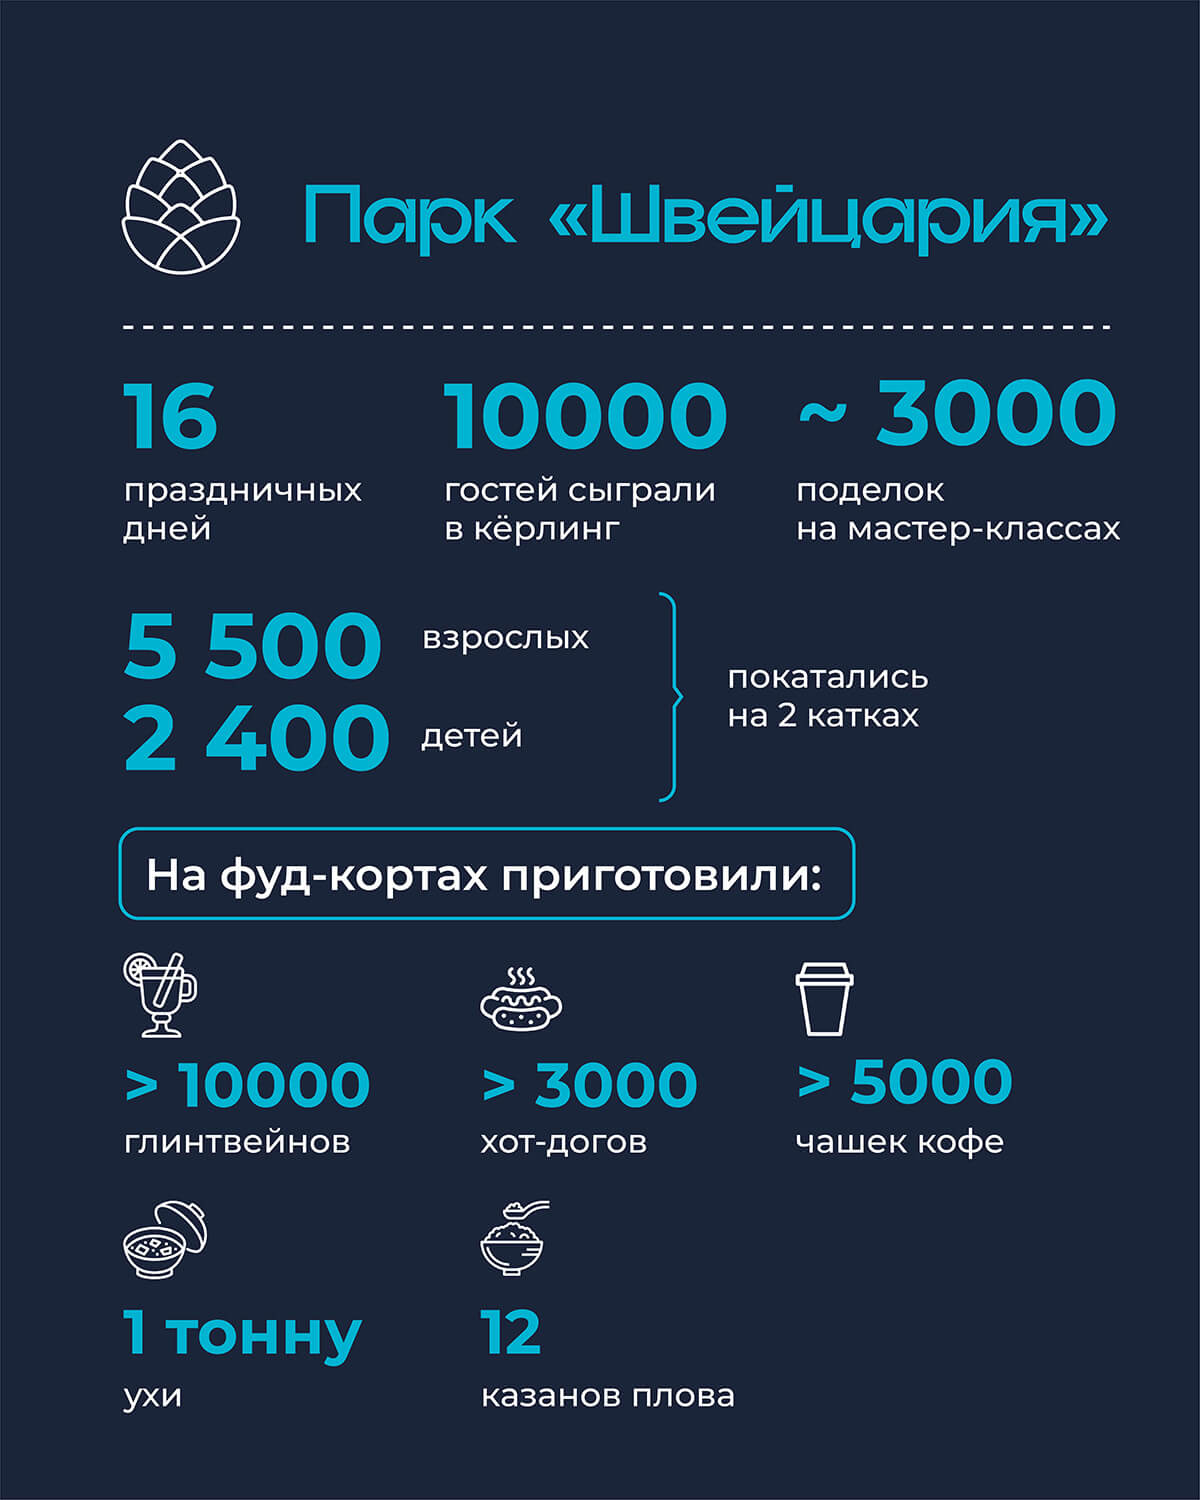 Парк «Швейцария»
16
праздничных
дней
10000
гостей сыграли
в кёрлинг
~ 3000
поделок
на мастер-классах
5 500 взрослых
2 400 детей
покатались
на 2 катках
На фуд-кортах приготовили:
> 10000
глинтвейнов
> 3000
хот-догов
> 5000
чашек кофе
1 тонну
ухи
12
казанов плова